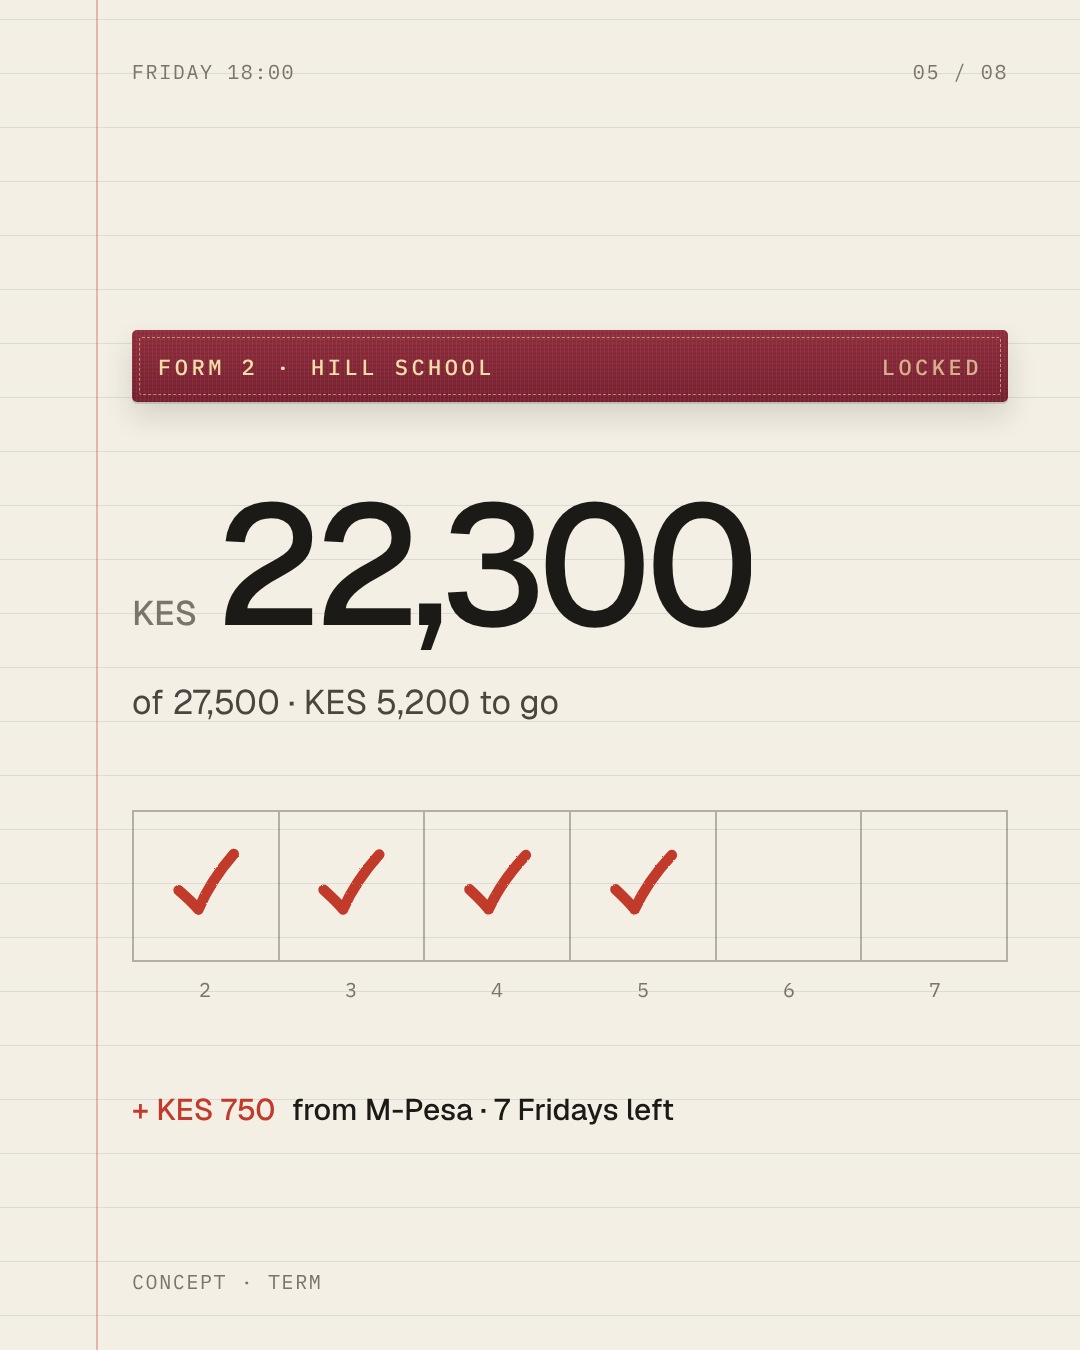 FRIDAY 18:00
05 / 08
FORM 2 · HILL SCHOOL
LOCKED
KES 22,300
of 27,500 · KES 5,200 to go
2 3 4 5 6 7
+ KES 750 from M-Pesa · 7 Fridays left
CONCEPT · TERM